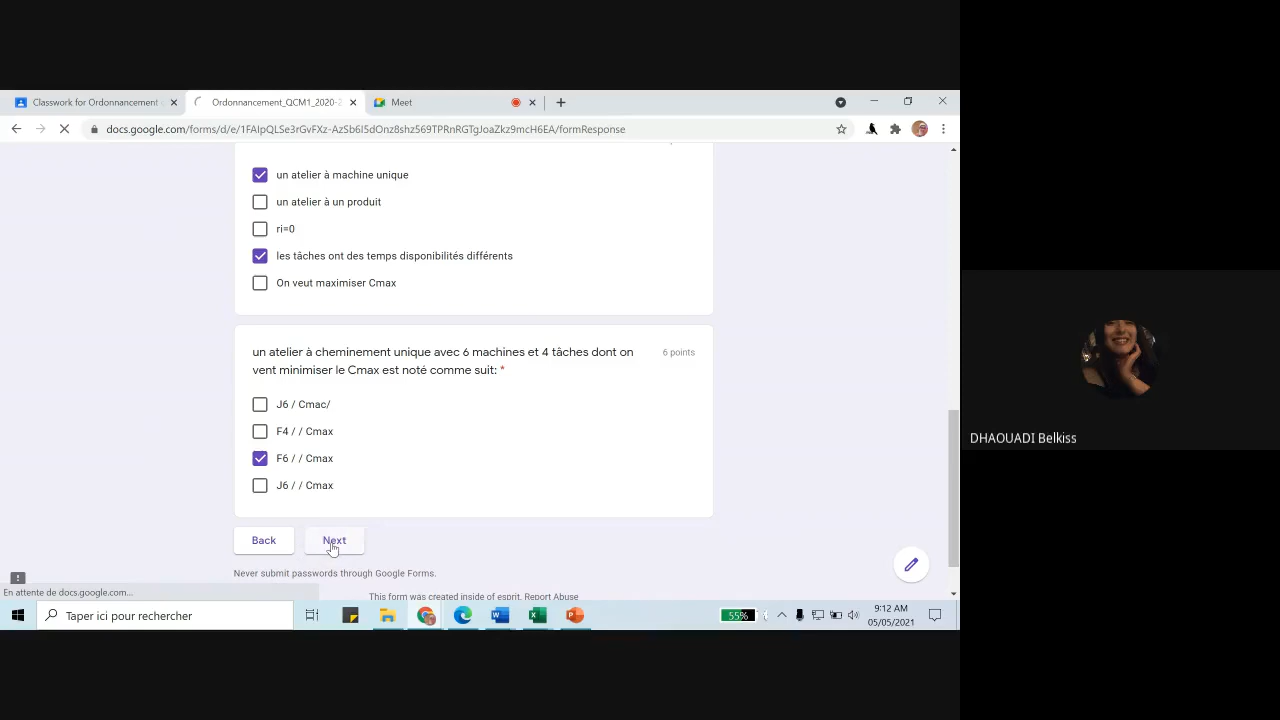 Classwork for Ordonnancement
Ordonnancement_QCM1_2020-2
Meet
docs.google.com/forms/d/e/1FAIpQLSe3rGvFXz-AzSb6I5dOnz8shz569TPRnRGTgJoaZkz9mcH6EA/formResponse
un atelier à machine unique
un atelier à un produit
ri=0
les tâches ont des temps disponibilités différents
On veut maximiser Cmax
un atelier à cheminement unique avec 6 machines et 4 tâches dont on
vent minimiser le Cmax est noté comme suit: *
6 points
J6 / Cmac/
F4 / / Cmax
F6 / / Cmax
J6 / / Cmax
Back
Next
Never submit passwords through Google Forms.
En attente de docs.google.com...
This form was created inside of esprit. Report Abuse
Taper ici pour rechercher
55%
9:12 AM
05/05/2021
DHAOUADI Belkiss